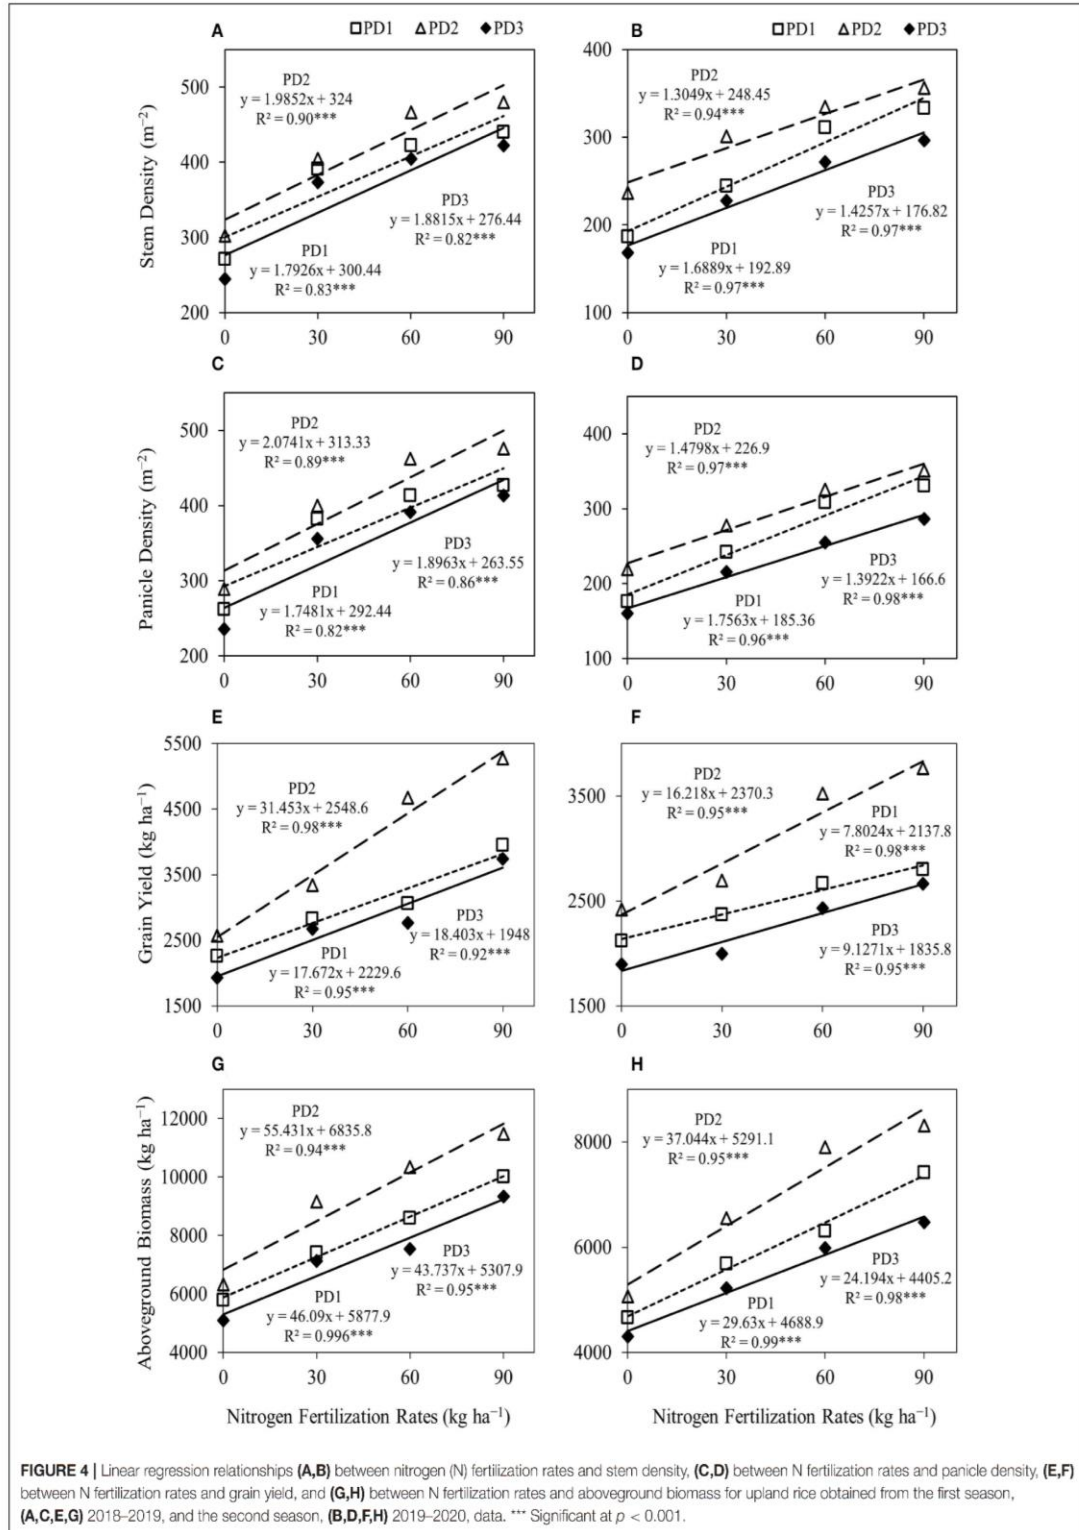 A □PD1 △PD2 ◆PD3
B □PD1 △PD2 ◆PD3
Stem Density (m⁻²)
500
400
300
200
PD2
y = 1.9852x + 324
R² = 0.90***
PD3
y = 1.8815x + 276.44
R² = 0.82***
PD1
y = 1.7926x + 300.44
R² = 0.83***
0 30 60 90
400
300
200
100
PD2
y = 1.3049x + 248.45
R² = 0.94***
PD3
y = 1.4257x + 176.82
R² = 0.97***
PD1
y = 1.6889x + 192.89
R² = 0.97***
0 30 60 90
C
Panicle Density (m⁻²)
500
400
300
200
PD2
y = 2.0741x + 313.33
R² = 0.89***
PD3
y = 1.8963x + 263.55
R² = 0.86***
PD1
y = 1.7481x + 292.44
R² = 0.82***
0 30 60 90
D
400
300
200
100
PD2
y = 1.4798x + 226.9
R² = 0.97***
PD3
y = 1.3922x + 166.6
R² = 0.98***
PD1
y = 1.7563x + 185.36
R² = 0.96***
0 30 60 90
E
Grain Yield (kg ha⁻¹)
5500
4500
3500
2500
1500
PD2
y = 31.453x + 2548.6
R² = 0.98***
PD3
y = 18.403x + 1948
R² = 0.92***
PD1
y = 17.672x + 2229.6
R² = 0.95***
0 30 60 90
F
3500
2500
1500
PD2
y = 16.218x + 2370.3
R² = 0.95***
PD1
y = 7.8024x + 2137.8
R² = 0.98***
PD3
y = 9.1271x + 1835.8
R² = 0.95***
0 30 60 90
G
Aboveground Biomass (kg ha⁻¹)
12000
10000
8000
6000
4000
PD2
y = 55.431x + 6835.8
R² = 0.94***
PD3
y = 43.737x + 5307.9
R² = 0.95***
PD1
y = 46.09x + 5877.9
R² = 0.996***
0 30 60 90
Nitrogen Fertilization Rates (kg ha⁻¹)
H
8000
6000
4000
PD2
y = 37.044x + 5291.1
R² = 0.95***
PD3
y = 24.194x + 4405.2
R² = 0.98***
PD1
y = 29.63x + 4688.9
R² = 0.99***
0 30 60 90
Nitrogen Fertilization Rates (kg ha⁻¹)
FIGURE 4 | Linear regression relationships (A,B) between nitrogen (N) fertilization rates and stem density, (C,D) between N fertilization rates and panicle density, (E,F)
between N fertilization rates and grain yield, and (G,H) between N fertilization rates and aboveground biomass for upland rice obtained from the first season,
(A,C,E,G) 2018–2019, and the second season, (B,D,F,H) 2019–2020, data. *** Significant at p < 0.001.